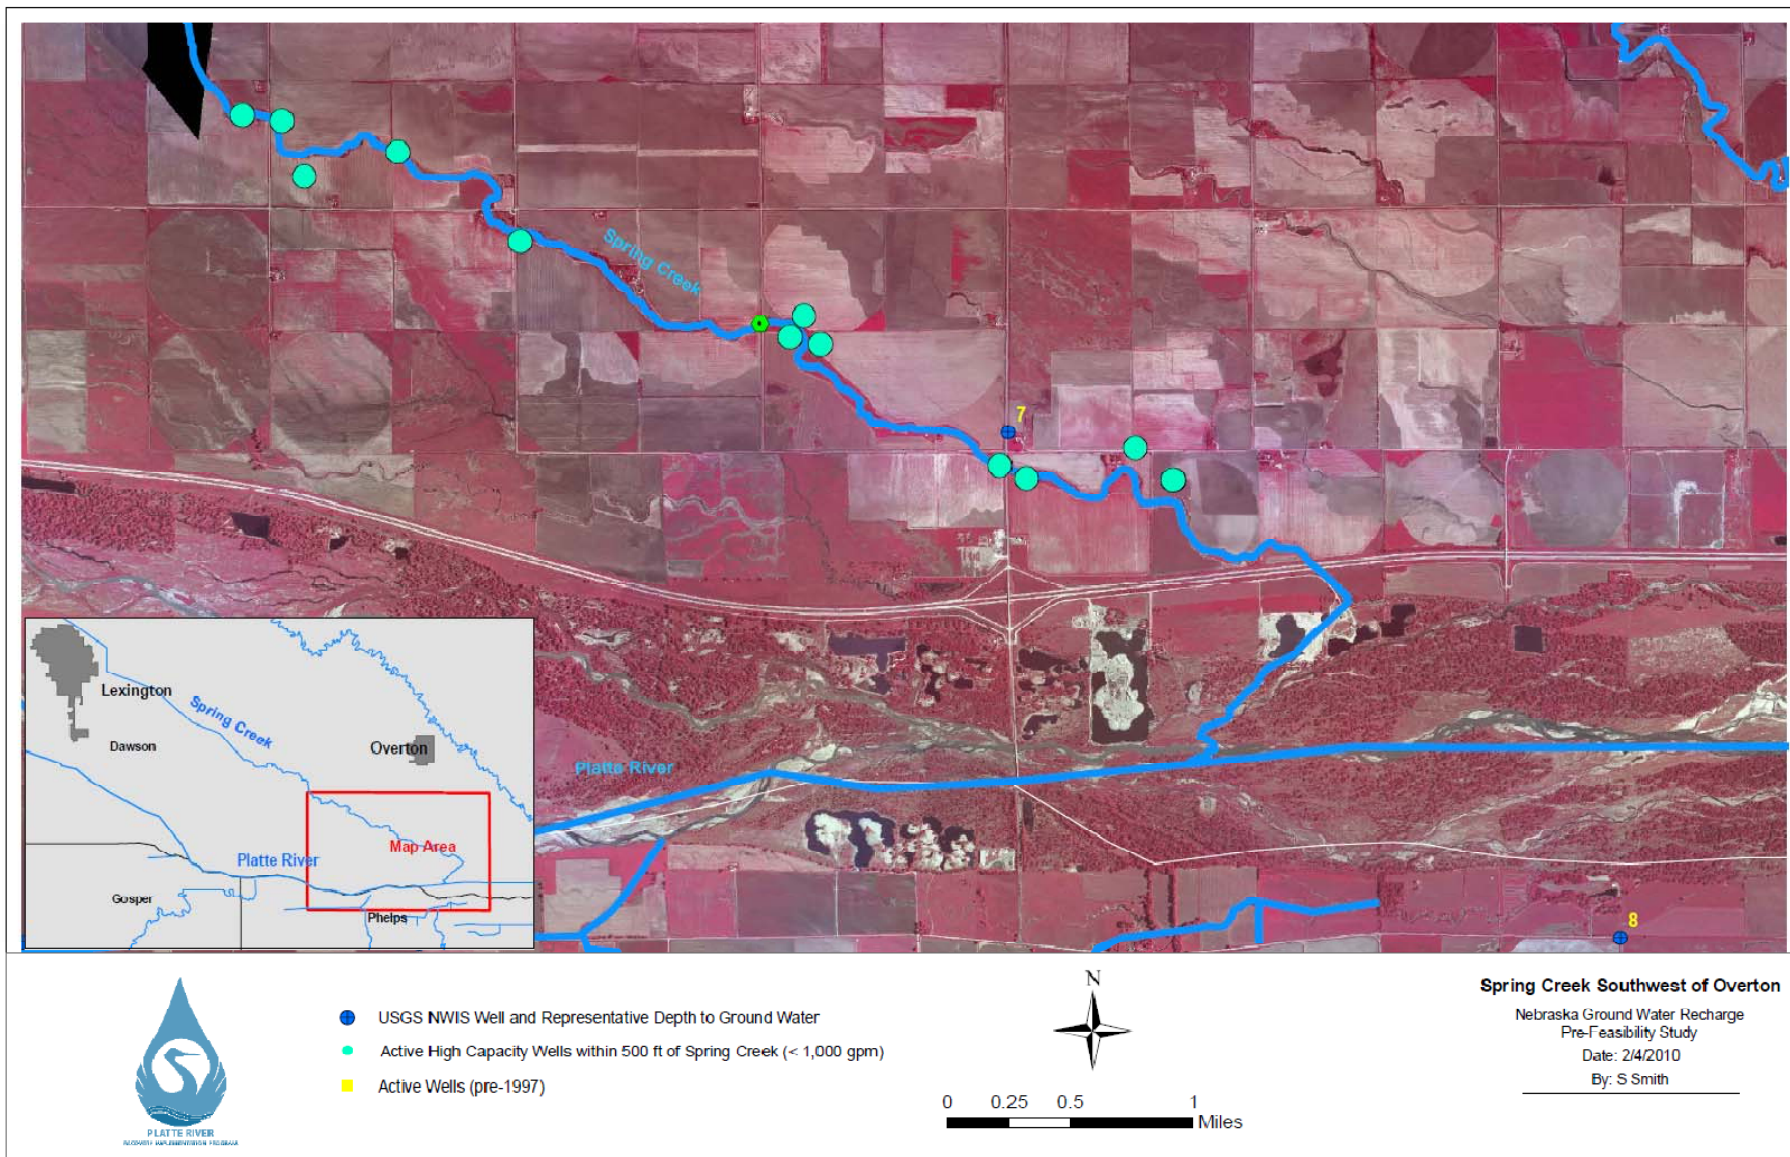 Spring Creek
7
Platte River
8
Lexington
Spring Creek
Dawson
Overton
Map Area
Platte River
Gosper
Phelps
PLATTE RIVER
RECOVERY IMPLEMENTATION PROGRAM
USGS NWIS Well and Representative Depth to Ground Water
Active High Capacity Wells within 500 ft of Spring Creek (< 1,000 gpm)
Active Wells (pre-1997)
N
0 0.25 0.5 1
Miles
Spring Creek Southwest of Overton
Nebraska Ground Water Recharge
Pre-Feasibility Study
Date: 2/4/2010
By: S Smith